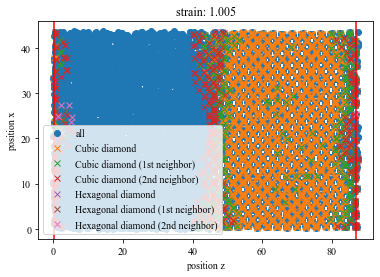 strain: 1.005
position x
40
30
20
10
0
all
Cubic diamond
Cubic diamond (1st neighbor)
Cubic diamond (2nd neighbor)
Hexagonal diamond
Hexagonal diamond (1st neighbor)
Hexagonal diamond (2nd neighbor)
0 20 40 60 80
position z